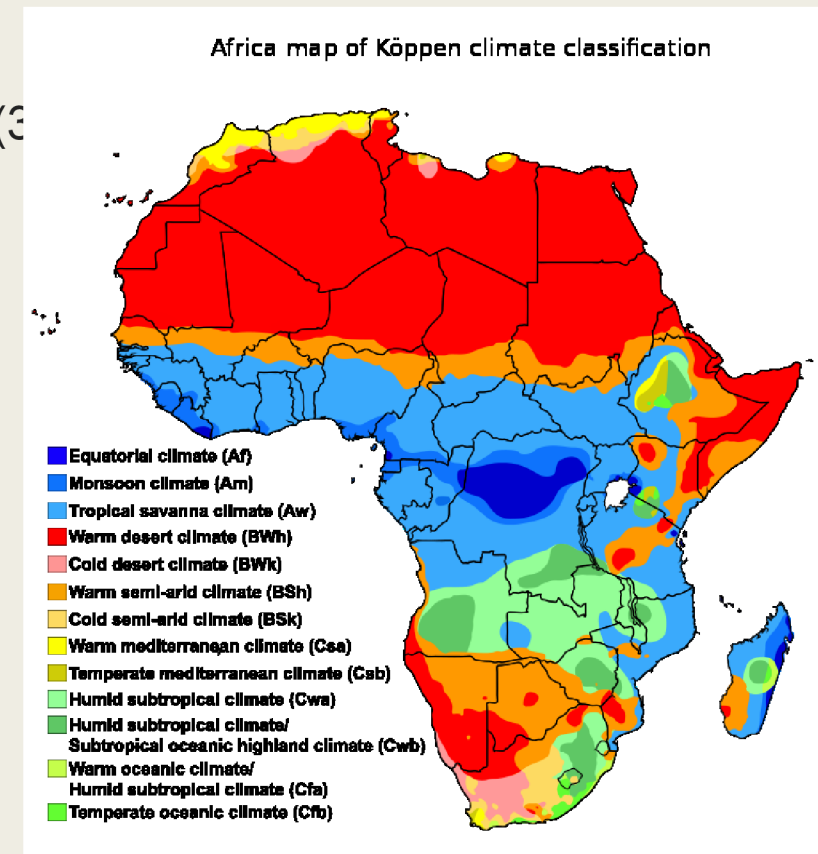 Africa map of Köppen climate classification
(3
Equatorial climate (Af)
Monsoon climate (Am)
Tropical savanna climate (Aw)
Warm desert climate (BWh)
Cold desert climate (BWk)
Warm semi-arid climate (BSh)
Cold semi-arid climate (BSk)
Warm mediterranean climate (Csa)
Temperate mediterranean climate (Csb)
Humid subtropical climate (Cwa)
Humid subtropical climate/
Subtropical oceanic highland climate (Cwb)
Warm oceanic climate/
Humid subtropical climate (Cfa)
Temperate oceanic climate (Cfb)